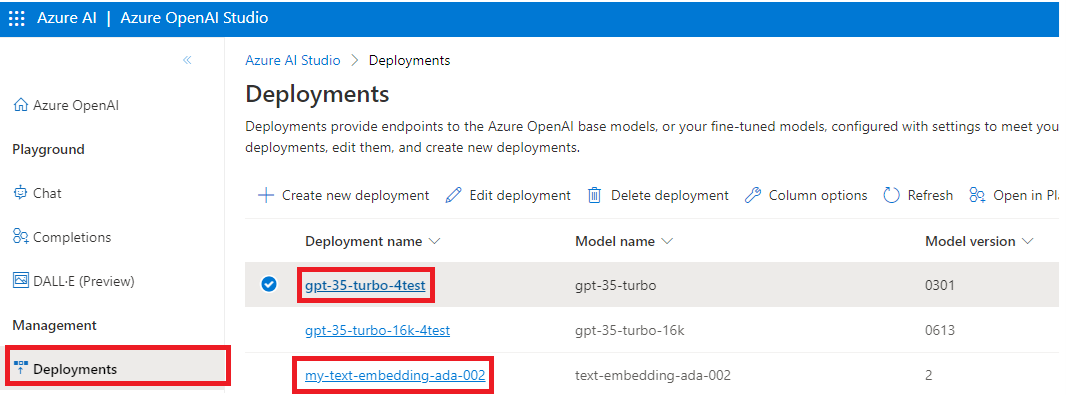 Azure AI | Azure OpenAI Studio
Azure AI Studio > Deployments
Deployments
Deployments provide endpoints to the Azure OpenAI base models, or your fine-tuned models, configured with settings to meet you
deployments, edit them, and create new deployments.
Azure OpenAI
Playground
Chat
Completions
DALL·E (Preview)
Management
Deployments
Create new deployment Edit deployment Delete deployment Column options Refresh Open in Pl
Deployment name Model name Model version
gpt-35-turbo-4test gpt-35-turbo 0301
gpt-35-turbo-16k-4test gpt-35-turbo-16k 0613
my-text-embedding-ada-002 text-embedding-ada-002 2